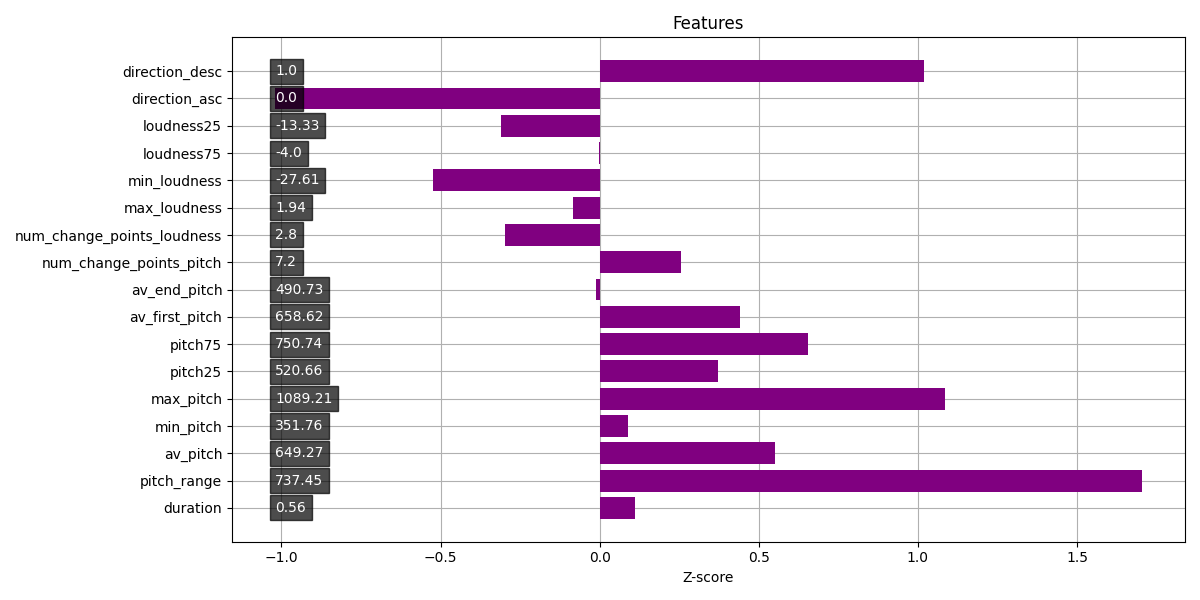 Features
direction_desc 1.0
direction_asc 0.0
loudness25 -13.33
loudness75 -4.0
min_loudness -27.61
max_loudness 1.94
num_change_points_loudness 2.8
num_change_points_pitch 7.2
av_end_pitch 490.73
av_first_pitch 658.62
pitch75 750.74
pitch25 520.66
max_pitch 1089.21
min_pitch 351.76
av_pitch 649.27
pitch_range 737.45
duration 0.56
−1.0 −0.5 0.0 0.5 1.0 1.5
Z-score